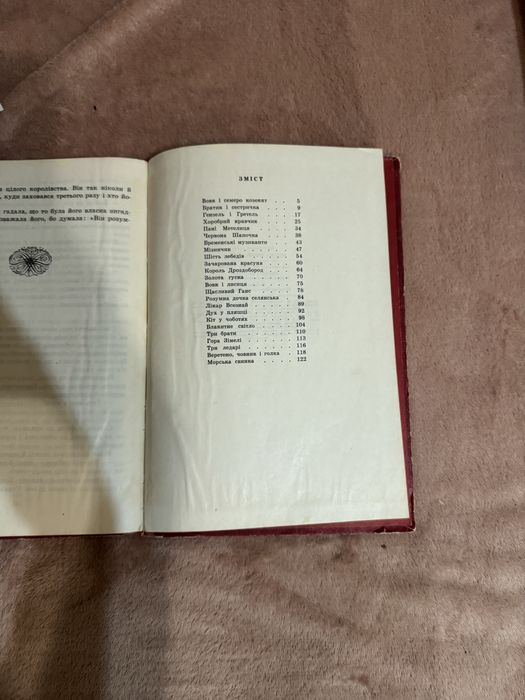 и цілого королівства. Він так ніколи й
, куди заховався третього разу і хто йо-
гадала, що то була його власна вигад-
оважала його, бо думала: «Він розум-
ЗМІСТ
Вовк і семеро козенят . . . 5
Братик і сестричка . . . . 9
Гензель і Гретель . . . . 17
Хоробрий кравчик . . . . 25
Пані Метелиця . . . . 34
Червона Шапочка . . . . 38
Бременські музиканти . . . 43
Мізинчик . . . . . 47
Шість лебедів . . . . 54
Зачарована красуня . . . 60
Король Дроздобород . . . 64
Золота гуска . . . . 70
Вовк і лисиця . . . . 75
Щасливий Ганс . . . . 78
Розумна дочка селянська . . 84
Лікар Всезнай . . . . 89
Дух у пляшці . . . . 92
Кіт у чоботях . . . . 98
Блакитне світло . . . . 104
Три брати . . . . . 110
Гора Зімелі . . . . 113
Три ледарі . . . . 116
Веретено, човник і голка . . 118
Морська свинка . . . . 122